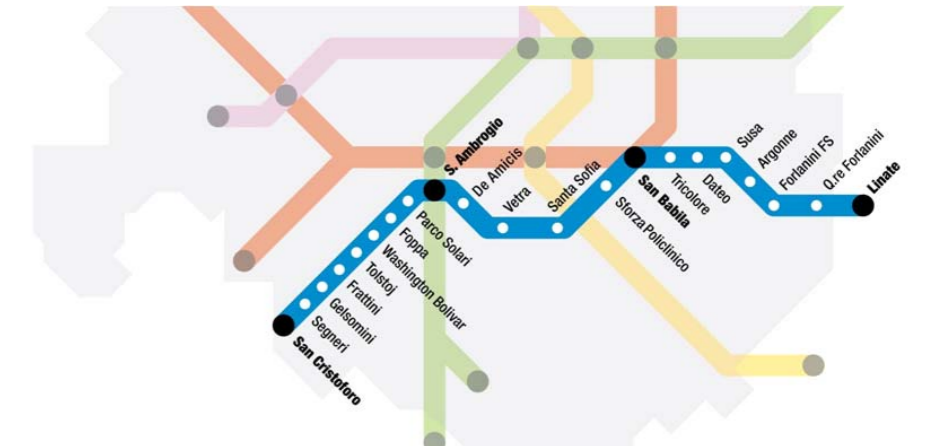 San Cristoforo
Segneri
Gelsomini
Frattini
Tolstoj
Washington Bolivar
Foppa
Parco Solari
S. Ambrogio
De Amicis
Vetra
Santa Sofia
Sforza Policlinico
San Babila
Tricolore
Dateo
Susa
Argonne
Forlanini FS
Q.re Forlanini
Linate